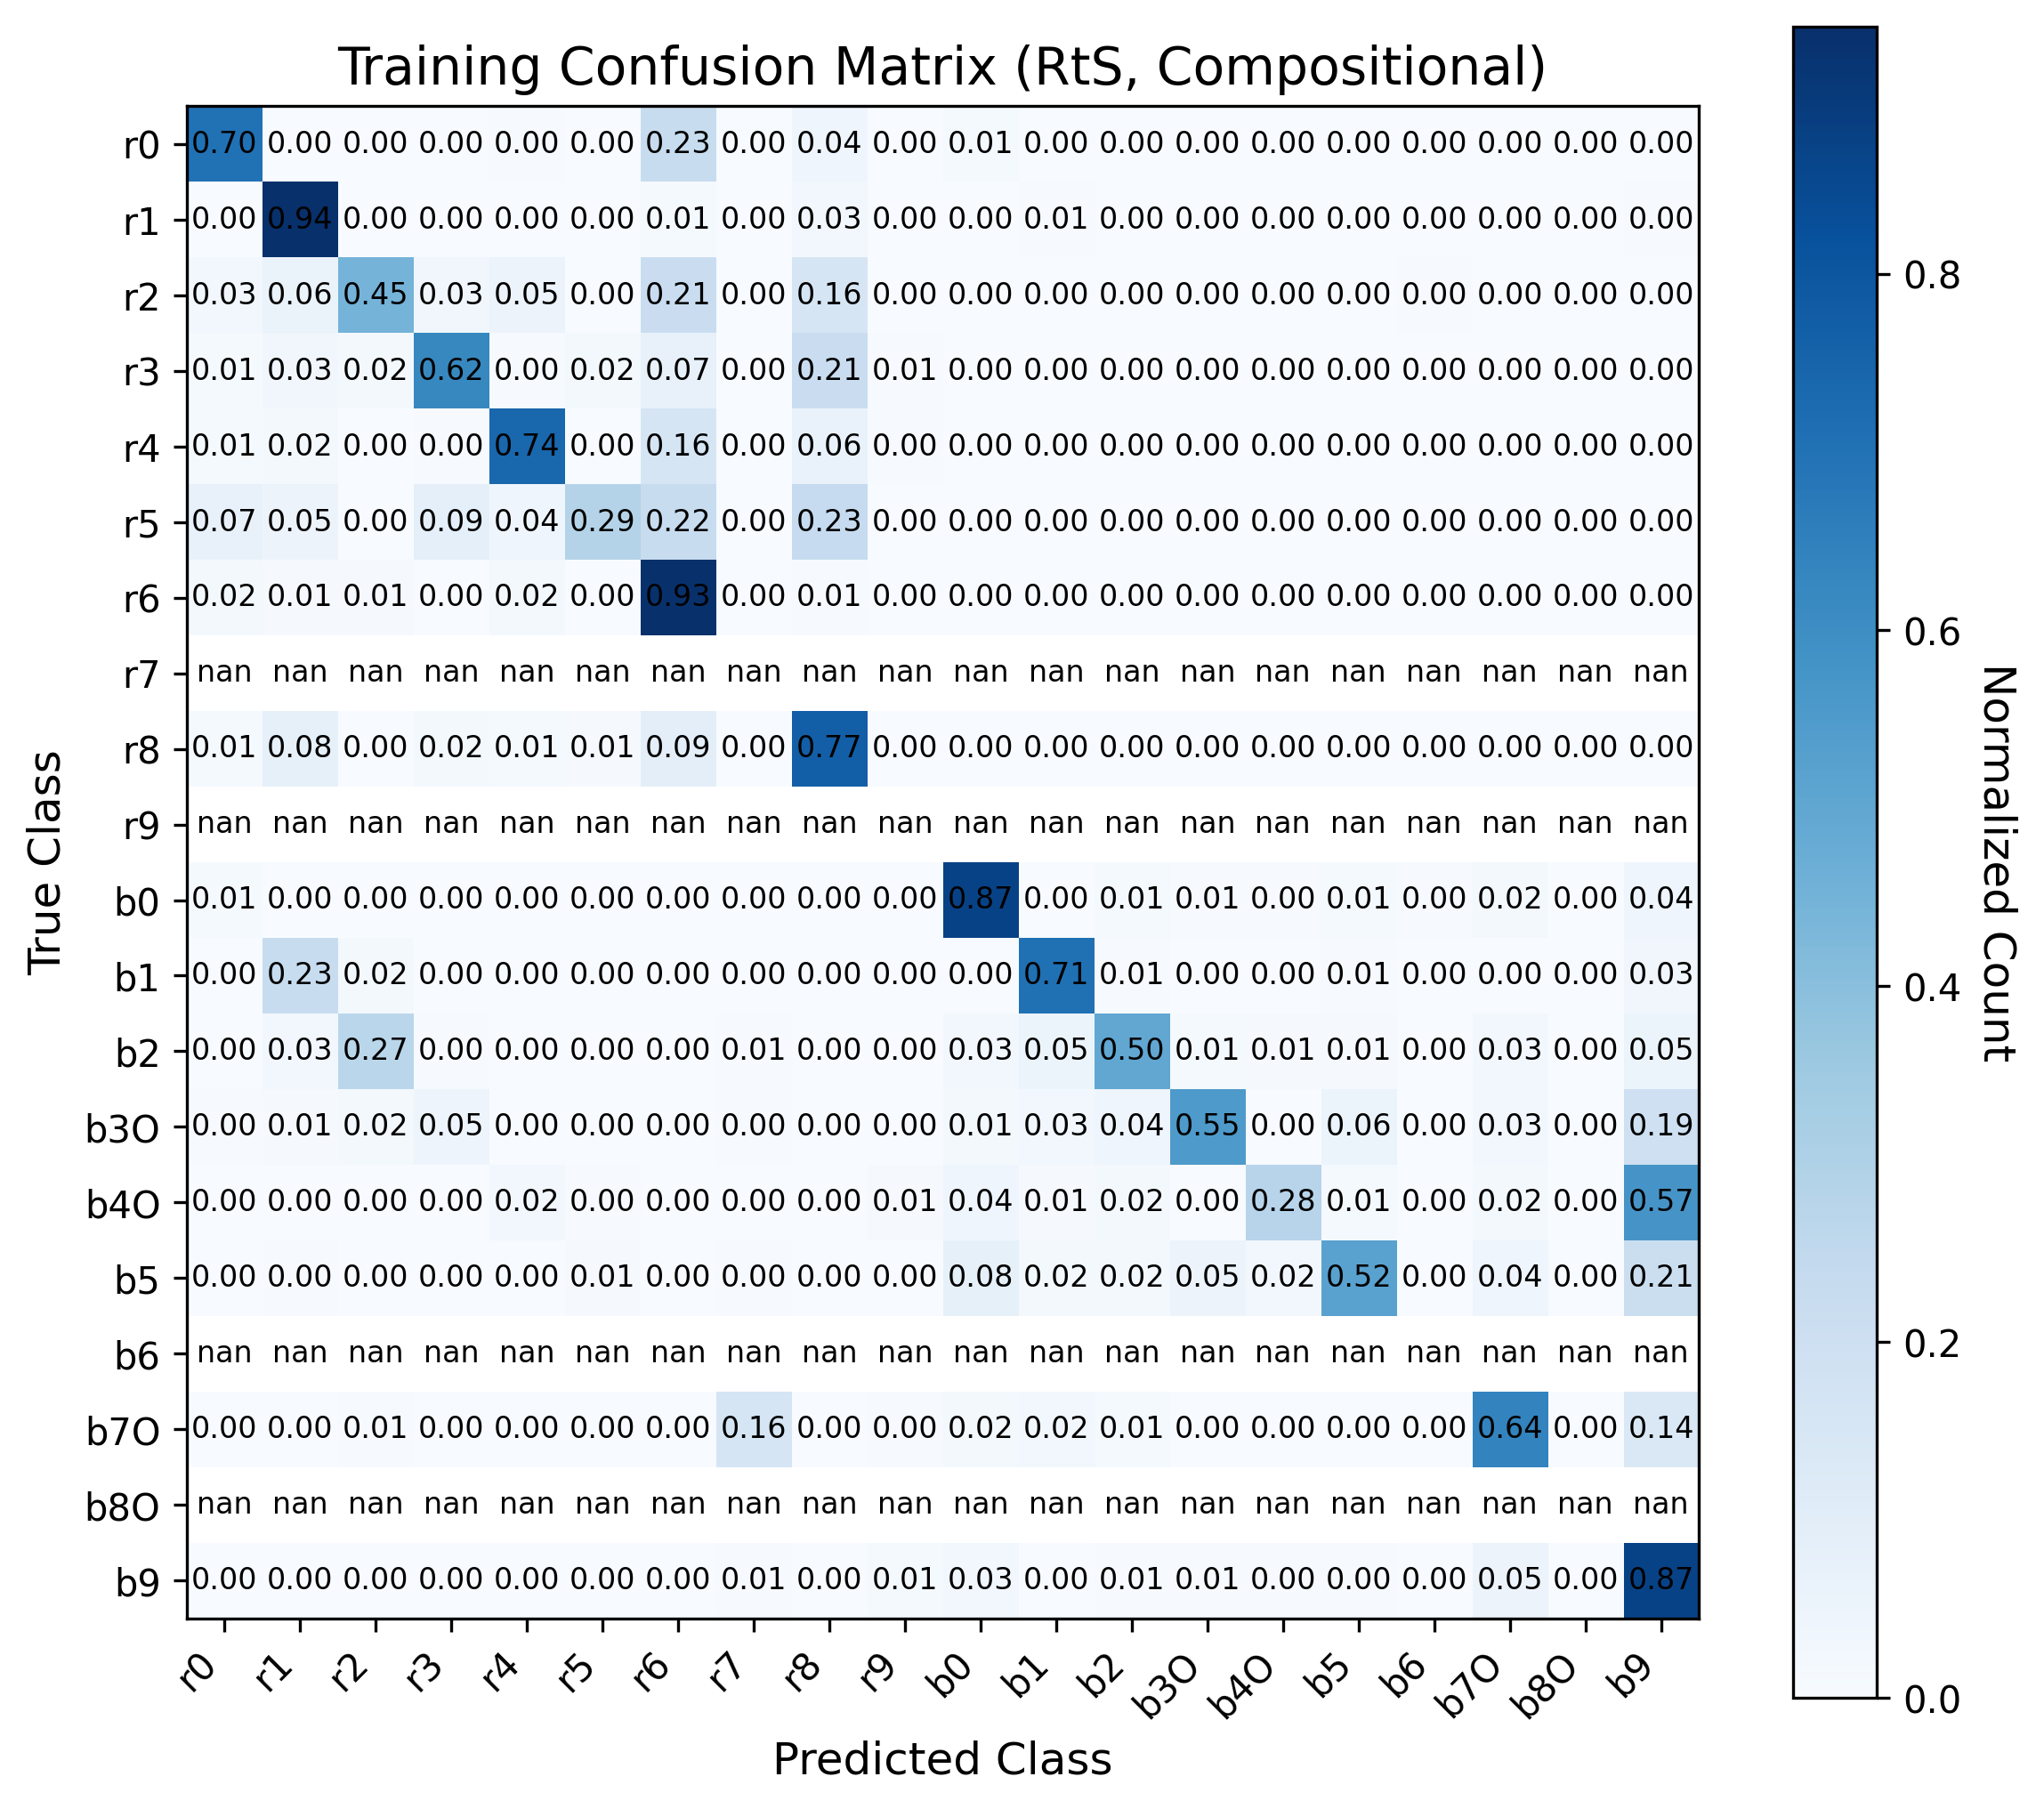 Training Confusion Matrix (RtS, Compositional)
r0 0.70 0.00 0.00 0.00 0.00 0.00 0.23 0.00 0.04 0.00 0.01 0.00 0.00 0.00 0.00 0.00 0.00 0.00 0.00 0.00
r1 0.00 0.94 0.00 0.00 0.00 0.00 0.01 0.00 0.03 0.00 0.00 0.01 0.00 0.00 0.00 0.00 0.00 0.00 0.00 0.00
r2 0.03 0.06 0.45 0.03 0.05 0.00 0.21 0.00 0.16 0.00 0.00 0.00 0.00 0.00 0.00 0.00 0.00 0.00 0.00 0.00
r3 0.01 0.03 0.02 0.62 0.00 0.02 0.07 0.00 0.21 0.01 0.00 0.00 0.00 0.00 0.00 0.00 0.00 0.00 0.00 0.00
r4 0.01 0.02 0.00 0.00 0.74 0.00 0.16 0.00 0.06 0.00 0.00 0.00 0.00 0.00 0.00 0.00 0.00 0.00 0.00 0.00
r5 0.07 0.05 0.00 0.09 0.04 0.29 0.22 0.00 0.23 0.00 0.00 0.00 0.00 0.00 0.00 0.00 0.00 0.00 0.00 0.00
r6 0.02 0.01 0.01 0.00 0.02 0.00 0.93 0.00 0.01 0.00 0.00 0.00 0.00 0.00 0.00 0.00 0.00 0.00 0.00 0.00
r7 nan nan nan nan nan nan nan nan nan nan nan nan nan nan nan nan nan nan nan nan
r8 0.01 0.08 0.00 0.02 0.01 0.01 0.09 0.00 0.77 0.00 0.00 0.00 0.00 0.00 0.00 0.00 0.00 0.00 0.00 0.00
r9 nan nan nan nan nan nan nan nan nan nan nan nan nan nan nan nan nan nan nan nan
b0 0.01 0.00 0.00 0.00 0.00 0.00 0.00 0.00 0.00 0.00 0.87 0.00 0.01 0.01 0.00 0.01 0.00 0.02 0.00 0.04
b1 0.00 0.23 0.02 0.00 0.00 0.00 0.00 0.00 0.00 0.00 0.00 0.71 0.01 0.00 0.00 0.01 0.00 0.00 0.00 0.03
b2 0.00 0.03 0.27 0.00 0.00 0.00 0.00 0.01 0.00 0.00 0.03 0.05 0.50 0.01 0.01 0.01 0.00 0.03 0.00 0.05
b3O 0.00 0.01 0.02 0.05 0.00 0.00 0.00 0.00 0.00 0.00 0.01 0.03 0.04 0.55 0.00 0.06 0.00 0.03 0.00 0.19
b4O 0.00 0.00 0.00 0.00 0.02 0.00 0.00 0.00 0.00 0.01 0.04 0.01 0.02 0.00 0.28 0.01 0.00 0.02 0.00 0.57
b5 0.00 0.00 0.00 0.00 0.00 0.01 0.00 0.00 0.00 0.00 0.08 0.02 0.02 0.05 0.02 0.52 0.00 0.04 0.00 0.21
b6 nan nan nan nan nan nan nan nan nan nan nan nan nan nan nan nan nan nan nan nan
b7O 0.00 0.00 0.01 0.00 0.00 0.00 0.00 0.16 0.00 0.00 0.02 0.02 0.01 0.00 0.00 0.00 0.00 0.64 0.00 0.14
b8O nan nan nan nan nan nan nan nan nan nan nan nan nan nan nan nan nan nan nan nan
b9 0.00 0.00 0.00 0.00 0.00 0.00 0.00 0.01 0.00 0.01 0.03 0.00 0.01 0.01 0.00 0.00 0.00 0.05 0.00 0.87
r0 r1 r2 r3 r4 r5 r6 r7 r8 r9 b0 b1 b2 b3O b4O b5 b6 b7O b8O b9
Predicted Class
True Class
0.8
0.6
0.4
0.2
0.0
Normalized Count